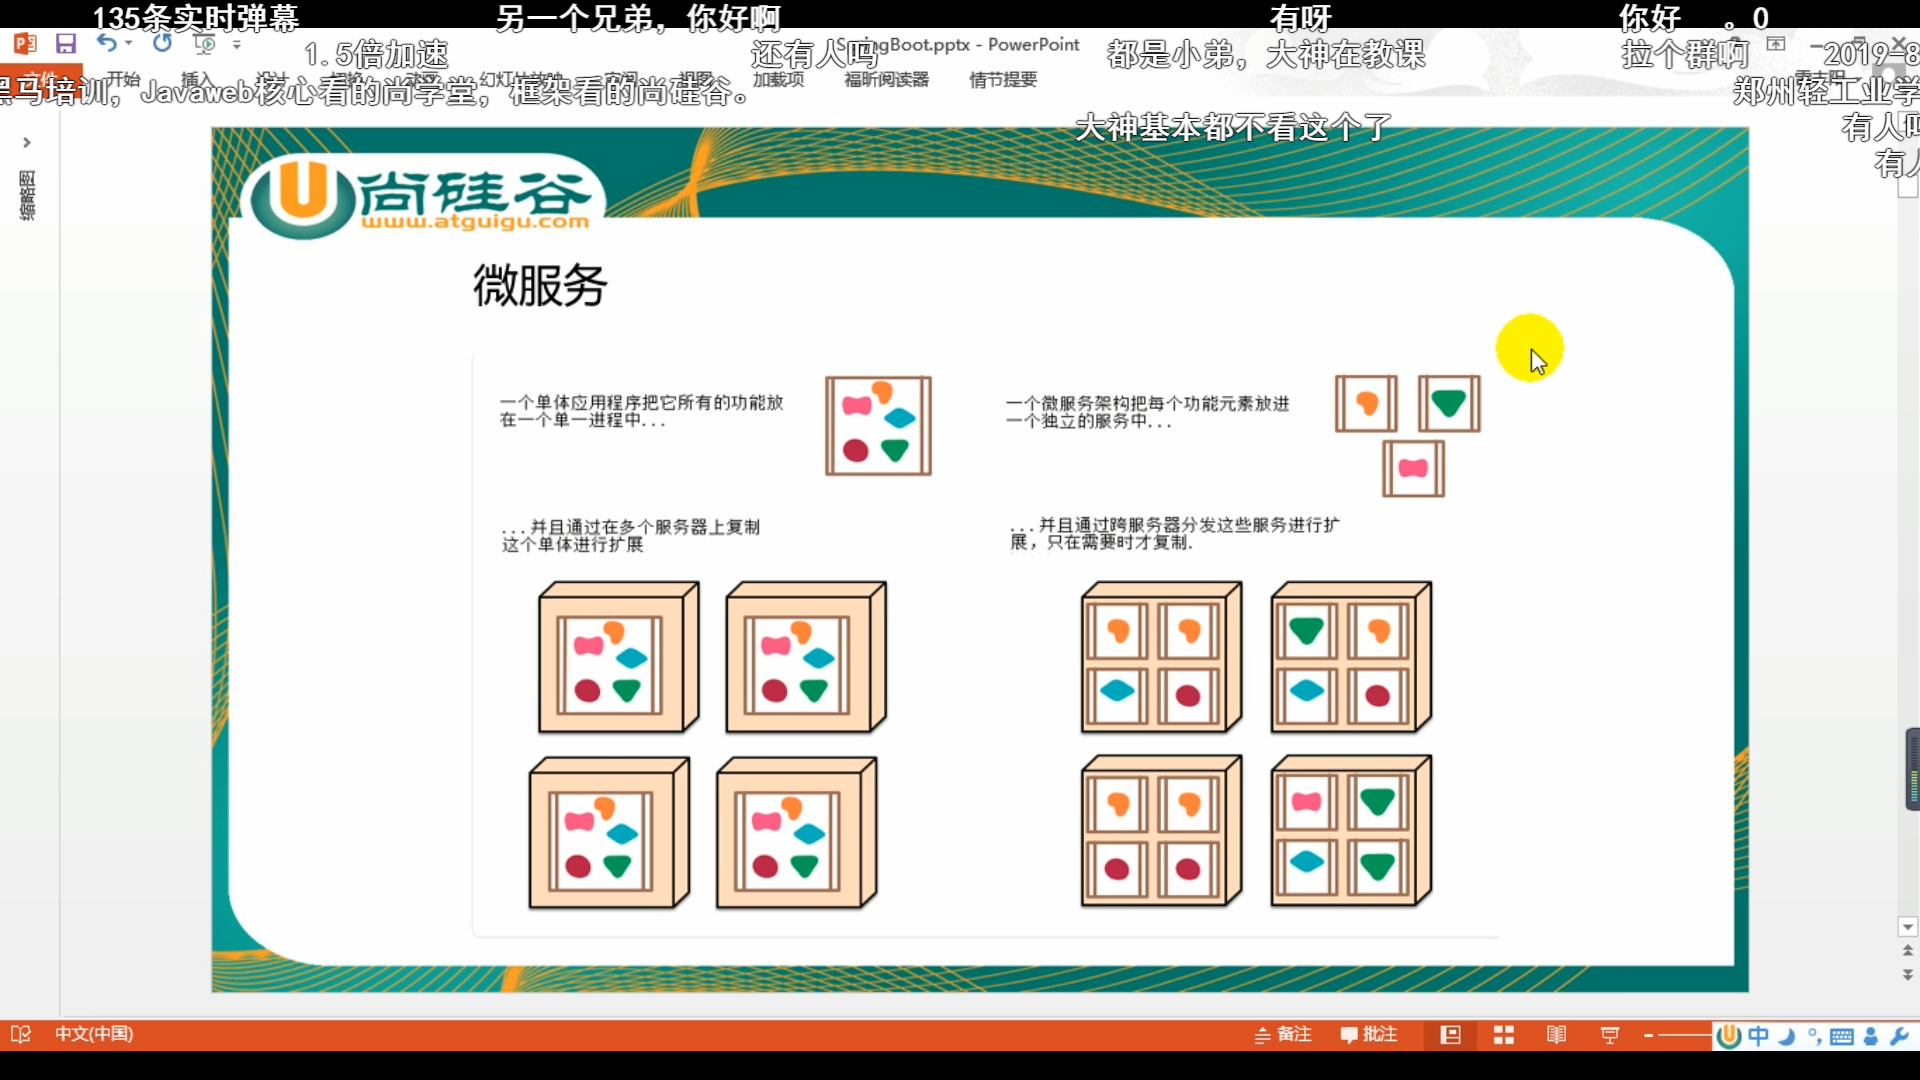 135条实时弹幕
另一个兄弟，你好啊
有呀
你好
。0
1.5倍加速
还有人吗
Boot.pptx - PowerPoint
都是小弟，大神在教课
拉个群啊
2019-8
文件
开始
插入
加载项
福昕阅读器
情节提要
黑马培训，Javaweb核心看的尚学堂，框架看的尚硅谷。
郑州轻工业学
大神基本都不看这个了
有人吗
有人
缩略图
尚硅谷
www.atguigu.com
微服务
一个单体应用程序把它所有的功能放
在一个单一进程中...
一个微服务架构把每个功能元素放进
一个独立的服务中...
...并且通过在多个服务器上复制
这个单体进行扩展
...并且通过跨服务器分发这些服务进行扩
展，只在需要时才复制.
中文(中国)
备注
批注
中